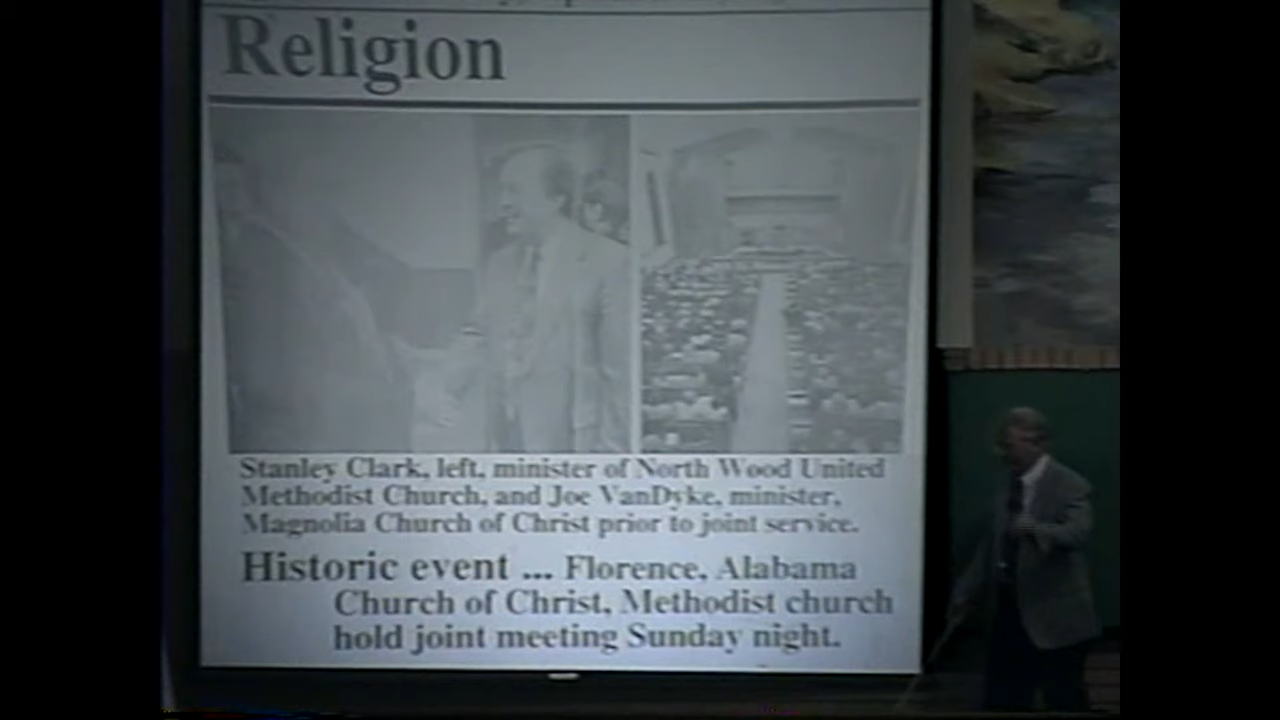 Religion
Stanley Clark, left, minister of North Wood United
Methodist Church, and Joe VanDyke, minister,
Magnolia Church of Christ prior to joint service.
Historic event ... Florence, Alabama
Church of Christ, Methodist church
hold joint meeting Sunday night.